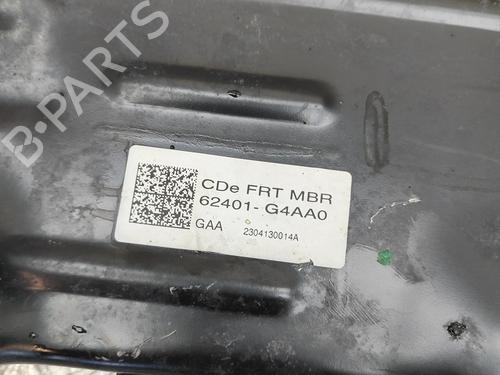 B-PARTS
CDe FRT MBR
62401- G4AA0
GAA 2304130014A